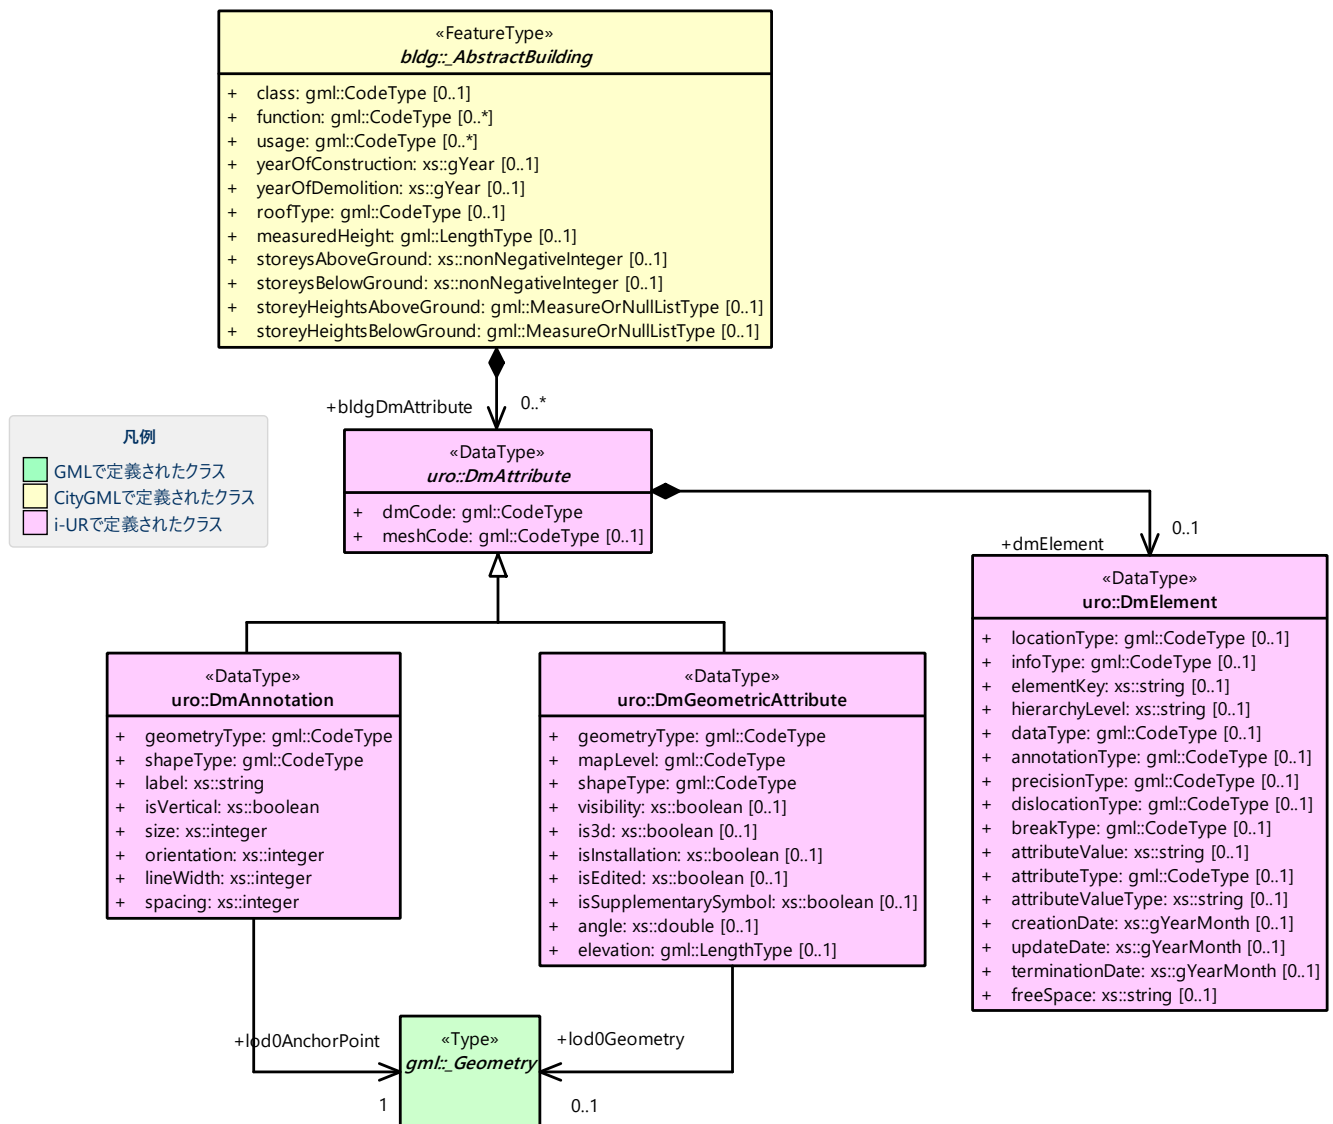 «FeatureType»
bldg::_AbstractBuilding
+ class: gml::CodeType [0..1]
+ function: gml::CodeType [0..*]
+ usage: gml::CodeType [0..*]
+ yearOfConstruction: xs::gYear [0..1]
+ yearOfDemolition: xs::gYear [0..1]
+ roofType: gml::CodeType [0..1]
+ measuredHeight: gml::LengthType [0..1]
+ storeysAboveGround: xs::nonNegativeInteger [0..1]
+ storeysBelowGround: xs::nonNegativeInteger [0..1]
+ storeyHeightsAboveGround: gml::MeasureOrNullListType [0..1]
+ storeyHeightsBelowGround: gml::MeasureOrNullListType [0..1]
+bldgDmAttribute
0..*
凡例
GMLで定義されたクラス
CityGMLで定義されたクラス
i-URで定義されたクラス
«DataType»
uro::DmAttribute
+ dmCode: gml::CodeType
+ meshCode: gml::CodeType [0..1]
+dmElement
0..1
«DataType»
uro::DmElement
+ locationType: gml::CodeType [0..1]
+ infoType: gml::CodeType [0..1]
+ elementKey: xs::string [0..1]
+ hierarchyLevel: xs::string [0..1]
+ dataType: gml::CodeType [0..1]
+ annotationType: gml::CodeType [0..1]
+ precisionType: gml::CodeType [0..1]
+ dislocationType: gml::CodeType [0..1]
+ breakType: gml::CodeType [0..1]
+ attributeValue: xs::string [0..1]
+ attributeType: gml::CodeType [0..1]
+ attributeValueType: xs::string [0..1]
+ creationDate: xs::gYearMonth [0..1]
+ updateDate: xs::gYearMonth [0..1]
+ terminationDate: xs::gYearMonth [0..1]
+ freeSpace: xs::string [0..1]
«DataType»
uro::DmAnnotation
+ geometryType: gml::CodeType
+ shapeType: gml::CodeType
+ label: xs::string
+ isVertical: xs::boolean
+ size: xs::integer
+ orientation: xs::integer
+ lineWidth: xs::integer
+ spacing: xs::integer
«DataType»
uro::DmGeometricAttribute
+ geometryType: gml::CodeType
+ mapLevel: gml::CodeType
+ shapeType: gml::CodeType
+ visibility: xs::boolean [0..1]
+ is3d: xs::boolean [0..1]
+ isInstallation: xs::boolean [0..1]
+ isEdited: xs::boolean [0..1]
+ isSupplementarySymbol: xs::boolean [0..1]
+ angle: xs::double [0..1]
+ elevation: gml::LengthType [0..1]
+lod0AnchorPoint
1
«Type»
gml::_Geometry
+lod0Geometry
0..1